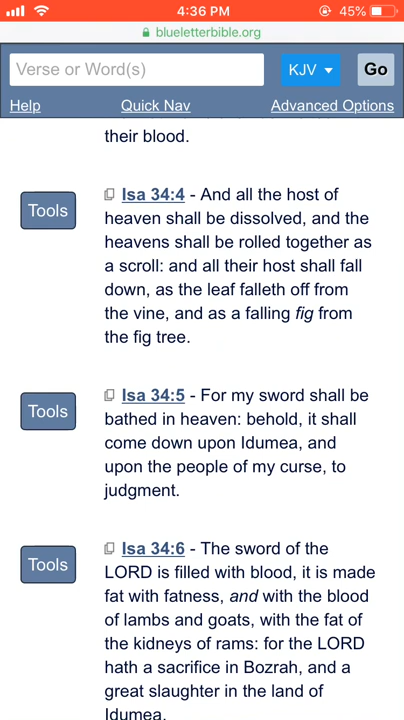 4:36 PM
45%
blueletterbible.org
Verse or Word(s)
KJV
Go
Help
Quick Nav
Advanced Options
their blood.
Tools
Isa 34:4 - And all the host of
heaven shall be dissolved, and the
heavens shall be rolled together as
a scroll: and all their host shall fall
down, as the leaf falleth off from
the vine, and as a falling fig from
the fig tree.
Tools
Isa 34:5 - For my sword shall be
bathed in heaven: behold, it shall
come down upon Idumea, and
upon the people of my curse, to
judgment.
Tools
Isa 34:6 - The sword of the
LORD is filled with blood, it is made
fat with fatness, and with the blood
of lambs and goats, with the fat of
the kidneys of rams: for the LORD
hath a sacrifice in Bozrah, and a
great slaughter in the land of
Idumea.